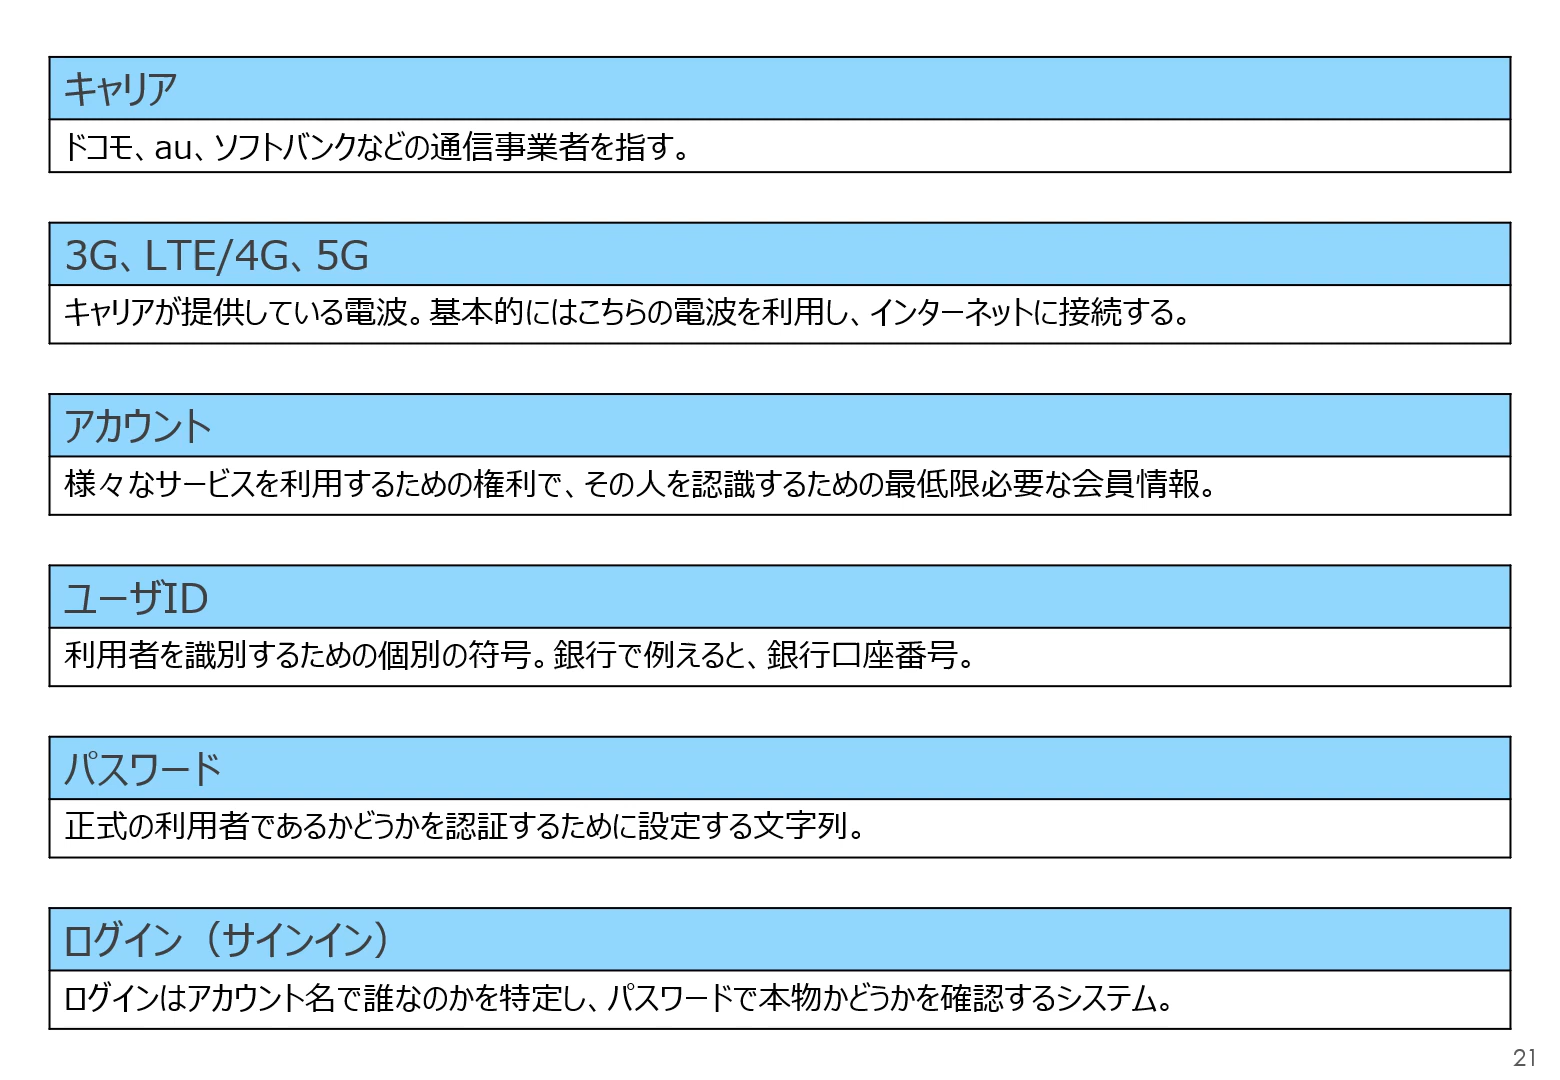 キャリア
ドコモ、au、ソフトバンクなどの通信事業者を指す。
3G、LTE/4G、5G
キャリアが提供している電波。基本的にはこちらの電波を利用し、インターネットに接続する。
アカウント
様々なサービスを利用するための権利で、その人を認識するための最低限必要な会員情報。
ユーザID
利用者を識別するための個別の符号。銀行で例えると、銀行口座番号。
パスワード
正式の利用者であるかどうかを認証するために設定する文字列。
ログイン（サインイン）
ログインはアカウント名で誰なのかを特定し、パスワードで本物かどうかを確認するシステム。
21